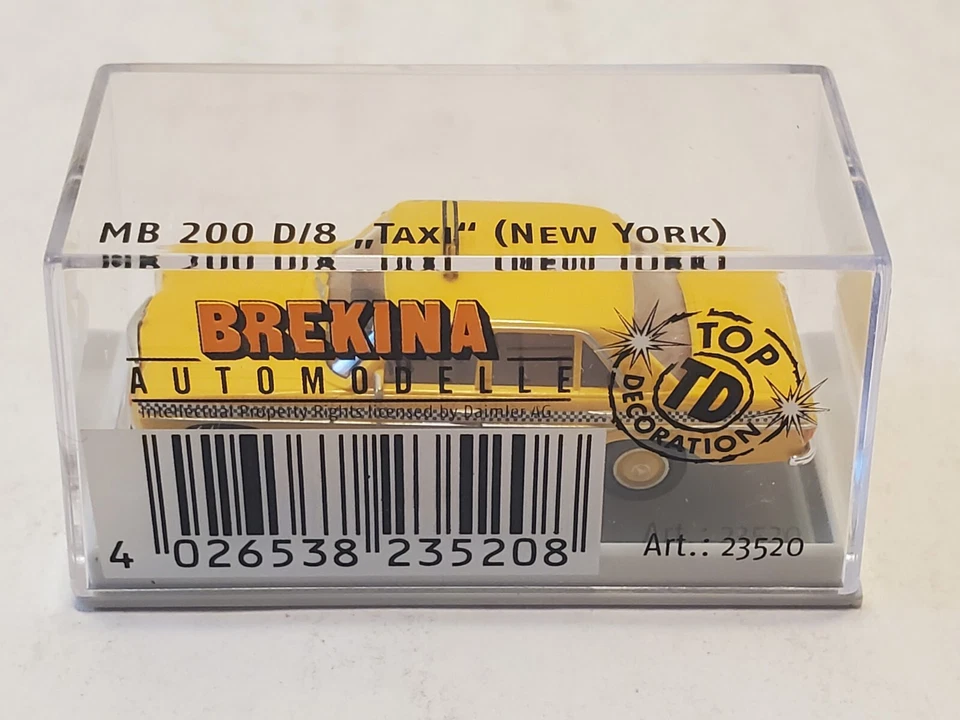 MB 200 D/8 „Taxi“ (New York)
BREKINA
AUTOMODELLE
Intellectual Property Rights licensed by Daimler AG
TOP
TD
DECORATION
4 026538 235208
Art.: 23520